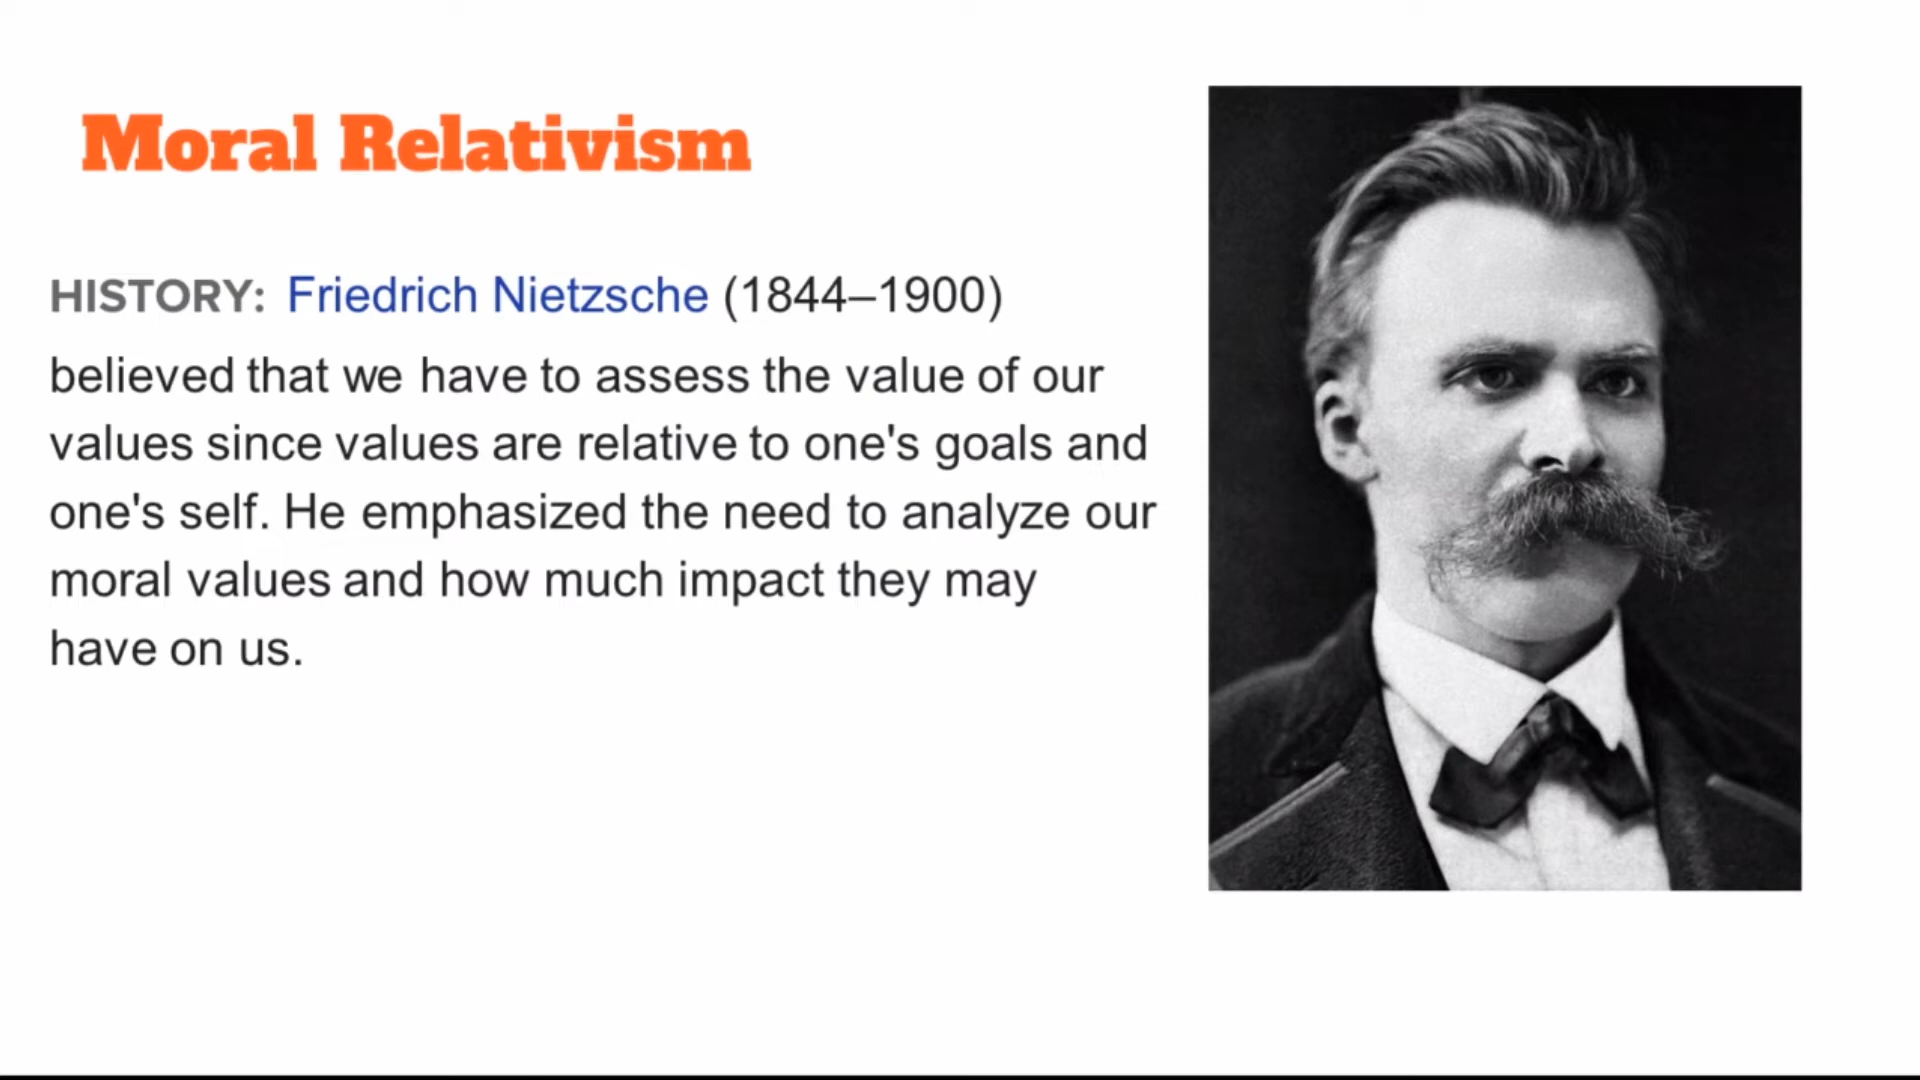 Moral Relativism
HISTORY: Friedrich Nietzsche (1844–1900)
believed that we have to assess the value of our
values since values are relative to one's goals and
one's self. He emphasized the need to analyze our
moral values and how much impact they may
have on us.